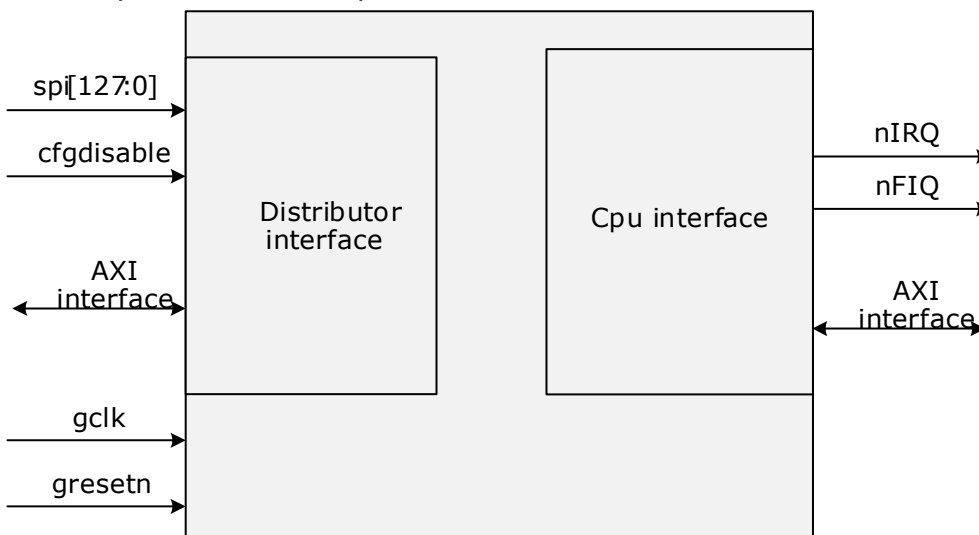 spi[127:0]
cfgdisable
AXI
interface
gclk
gresetn
Distributor
interface
Cpu interface
nIRQ
nFIQ
AXI
interface